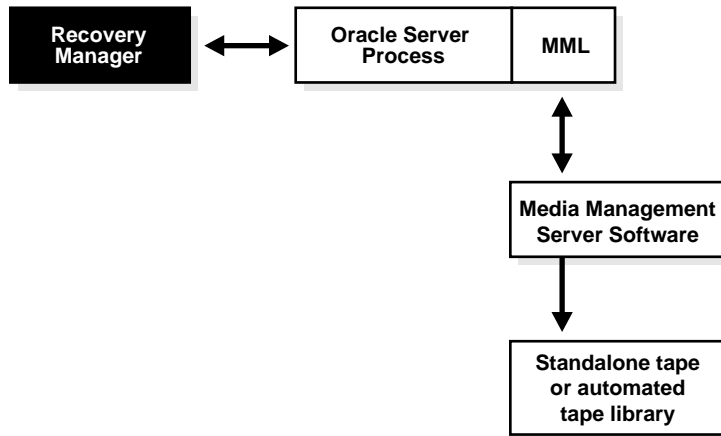 Recovery
Manager
Oracle Server
Process
MML
Media Management
Server Software
Standalone tape
or automated
tape library